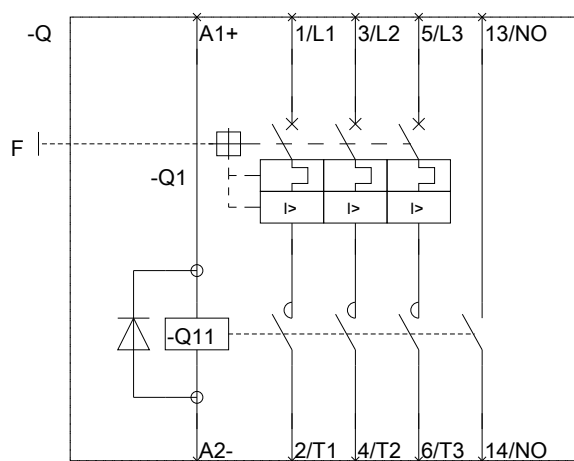 -Q A1+ 1/L1 3/L2 5/L3 13/NO
F
-Q1
I> I> I>
-Q11
A2- 2/T1 4/T2 6/T3 14/NO